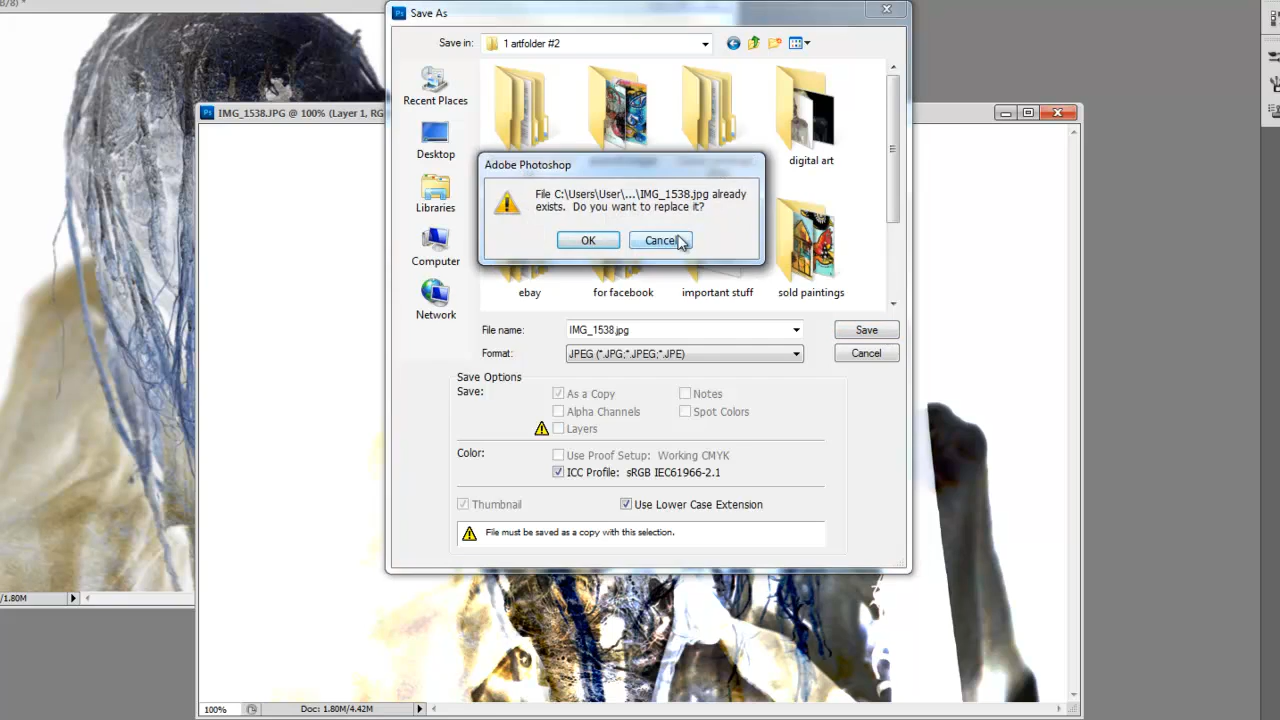 B/8) *
Save As
Save in:
1 artfolder #2
Recent Places
Desktop
Libraries
Computer
Network
IMG_1538.JPG @ 100% (Layer 1, RG
digital art
Adobe Photoshop
File C:\Users\User\...\IMG_1538.jpg already
exists. Do you want to replace it?
OK
Cancel
ebay
for facebook
important stuff
sold paintings
File name:
IMG_1538.jpg
Save
Format:
JPEG (*.JPG;*.JPEG;*.JPE)
Cancel
Save Options
Save:
As a Copy
Notes
Alpha Channels
Spot Colors
Layers
Color:
Use Proof Setup: Working CMYK
ICC Profile: sRGB IEC61966-2.1
Thumbnail
Use Lower Case Extension
File must be saved as a copy with this selection.
/1.80M
100%
Doc: 1.80M/4.42M